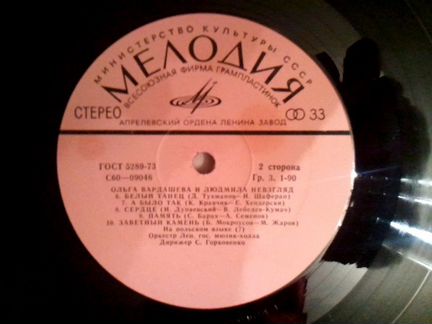 МИНИСТЕРСТВО КУЛЬТУРЫ СССР
МЕЛОДИЯ
ВСЕСОЮЗНАЯ ФИРМА ГРАМПЛАСТИНОК
СТЕРЕО
33
АПРЕЛЕВСКИЙ ОРДЕНА ЛЕНИНА ЗАВОД
ГОСТ 5289-73
2 сторона
С60—09046
Гр. 3. 1-90
ОЛЬГА ВАРДАШЕВА И ЛЮДМИЛА НЕВЗГЛЯД
6. БЕЛЫЙ ТАНЕЦ (Д. Тухманов—И. Шаферан)
7. А БЫЛО ТАК (К. Кравчик—Е. Хендерски)
8. СЕРДЦЕ (И. Дунаевский—В. Лебедев-Кумач)
9. ПАМЯТЬ (С. Барах—А. Семенов)
10. ЗАВЕТНЫЙ КАМЕНЬ (Б. Мокроусов—М. Жаров)
На польском языке (7)
Оркестр Лен. гос. мюзик-холла
Дирижер С. Горковенко